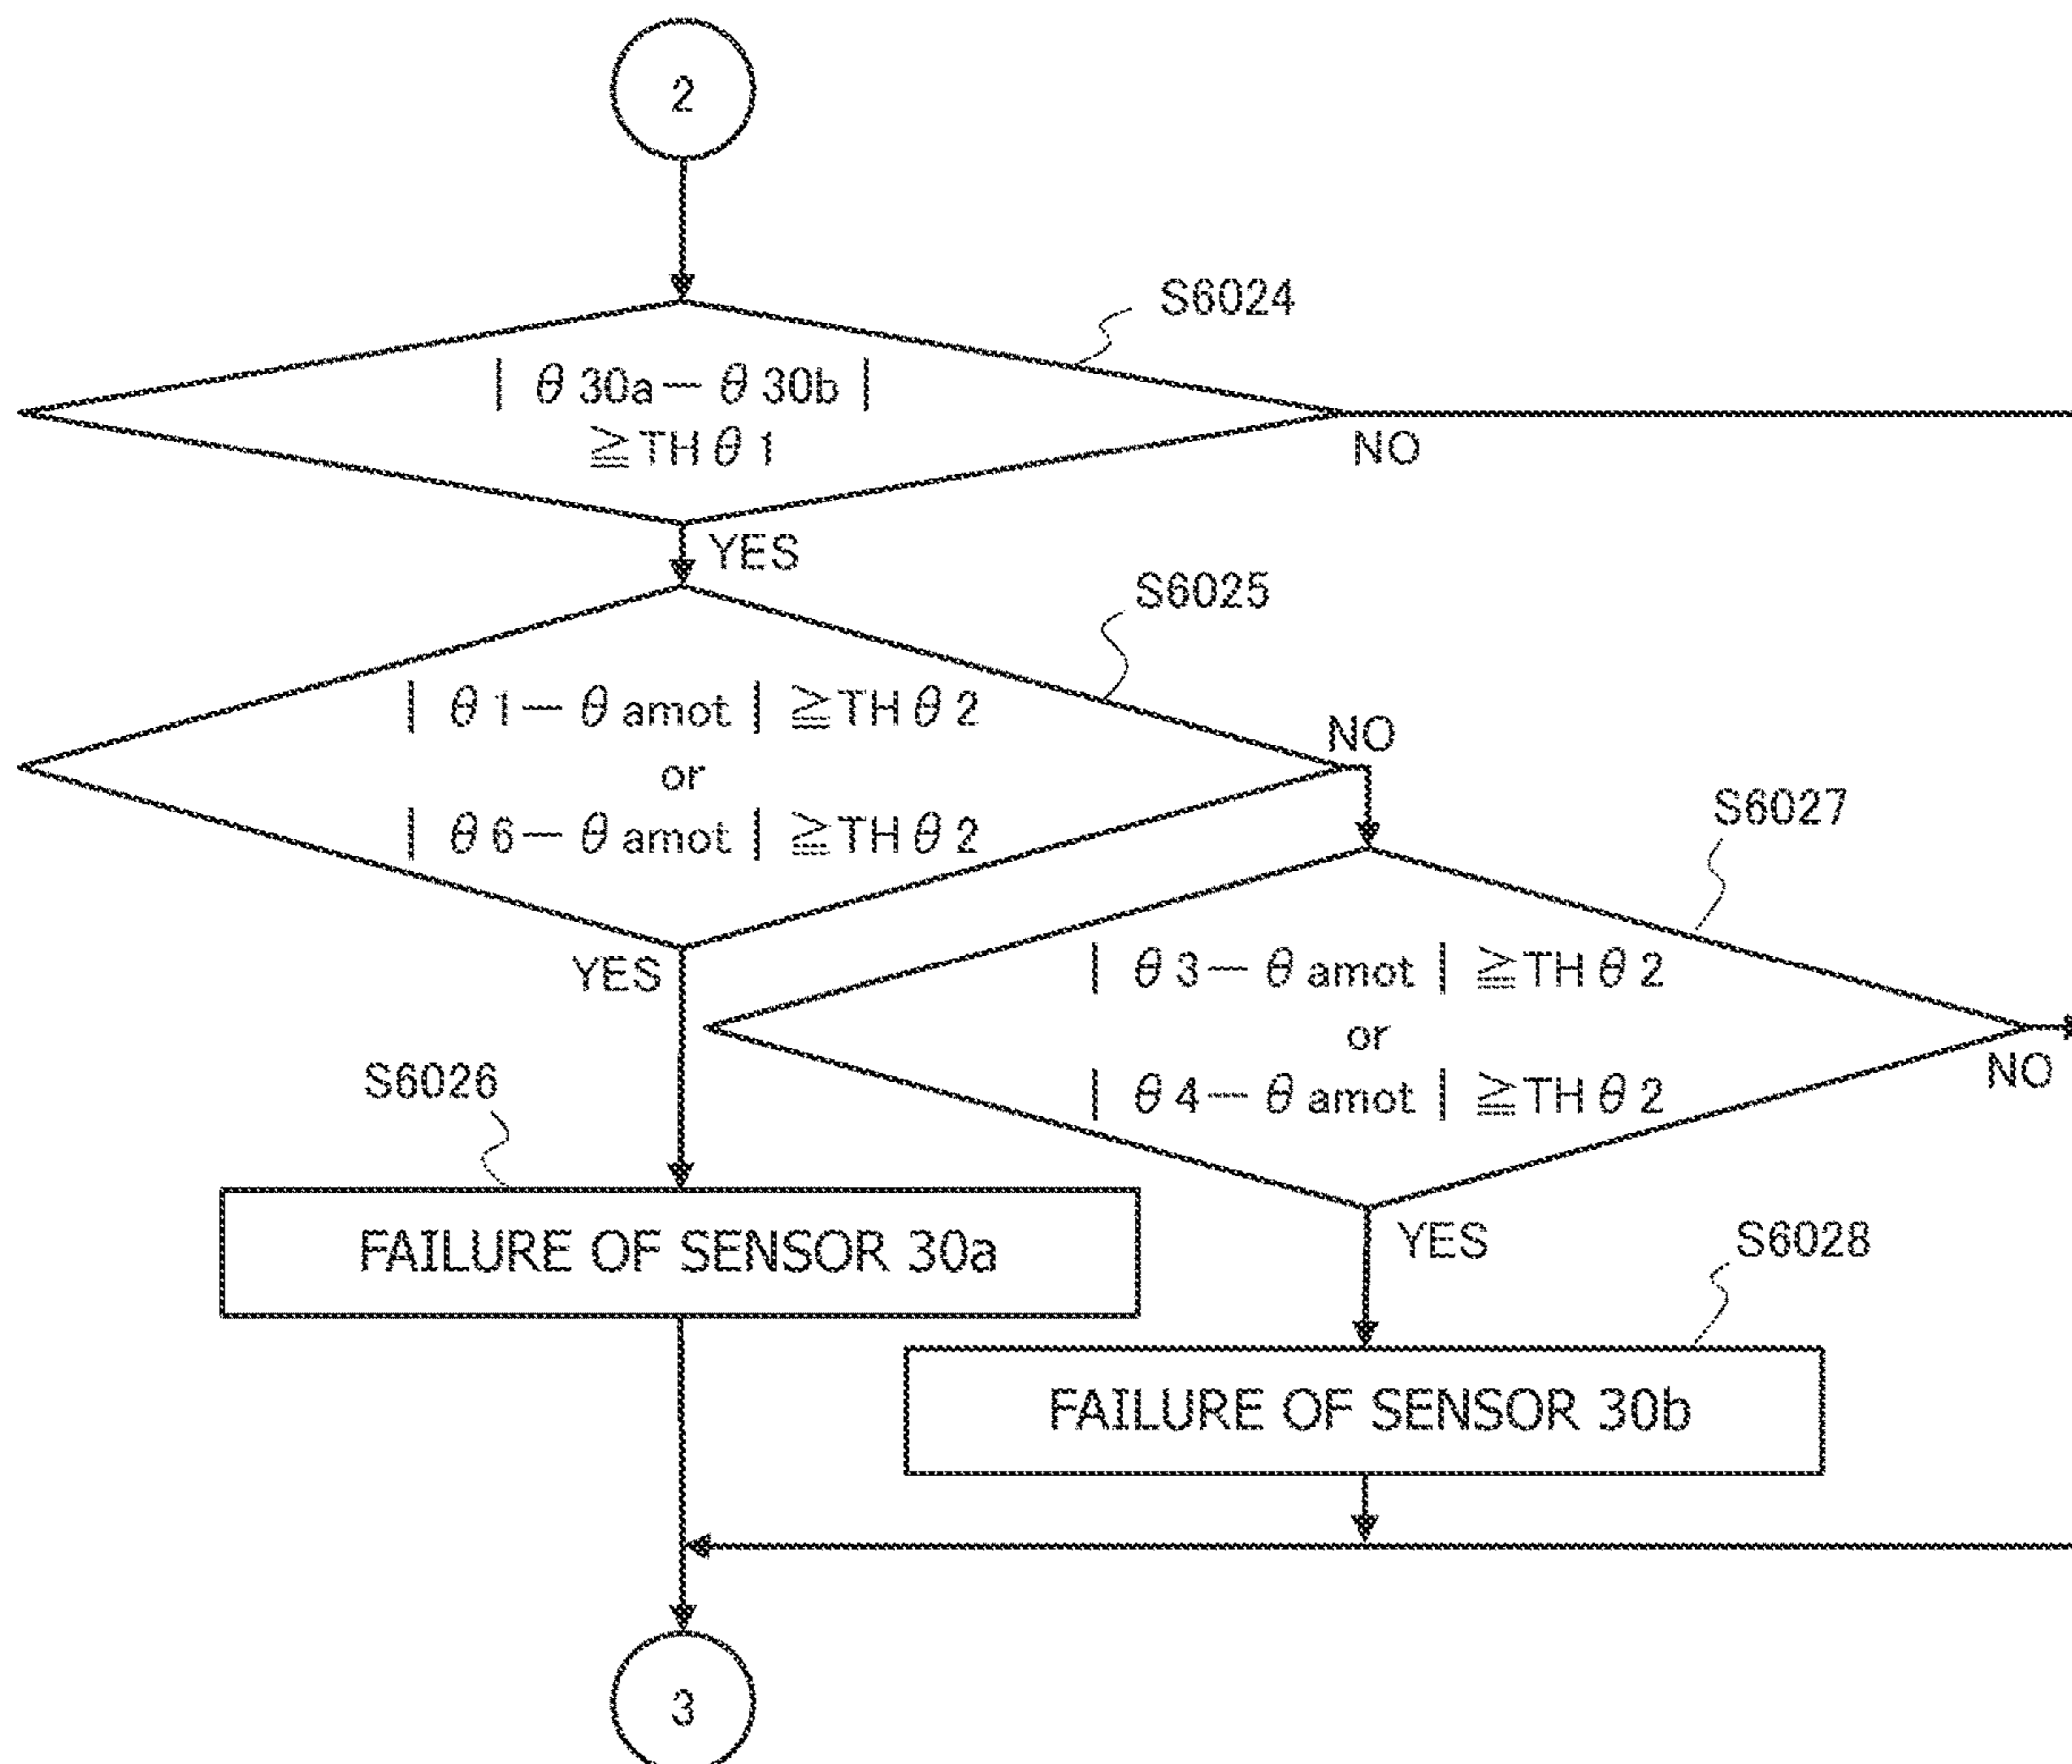 2
S6024
| θ 30a— θ 30b |
≧TH θ 1
NO
YES
S6025
| θ 1— θ amot | ≧TH θ 2
or
| θ 6— θ amot | ≧TH θ 2
NO
YES
S6027
| θ 3— θ amot | ≧TH θ 2
or
| θ 4— θ amot | ≧TH θ 2
NO
YES
S6026
FAILURE OF SENSOR 30a
S6028
FAILURE OF SENSOR 30b
3